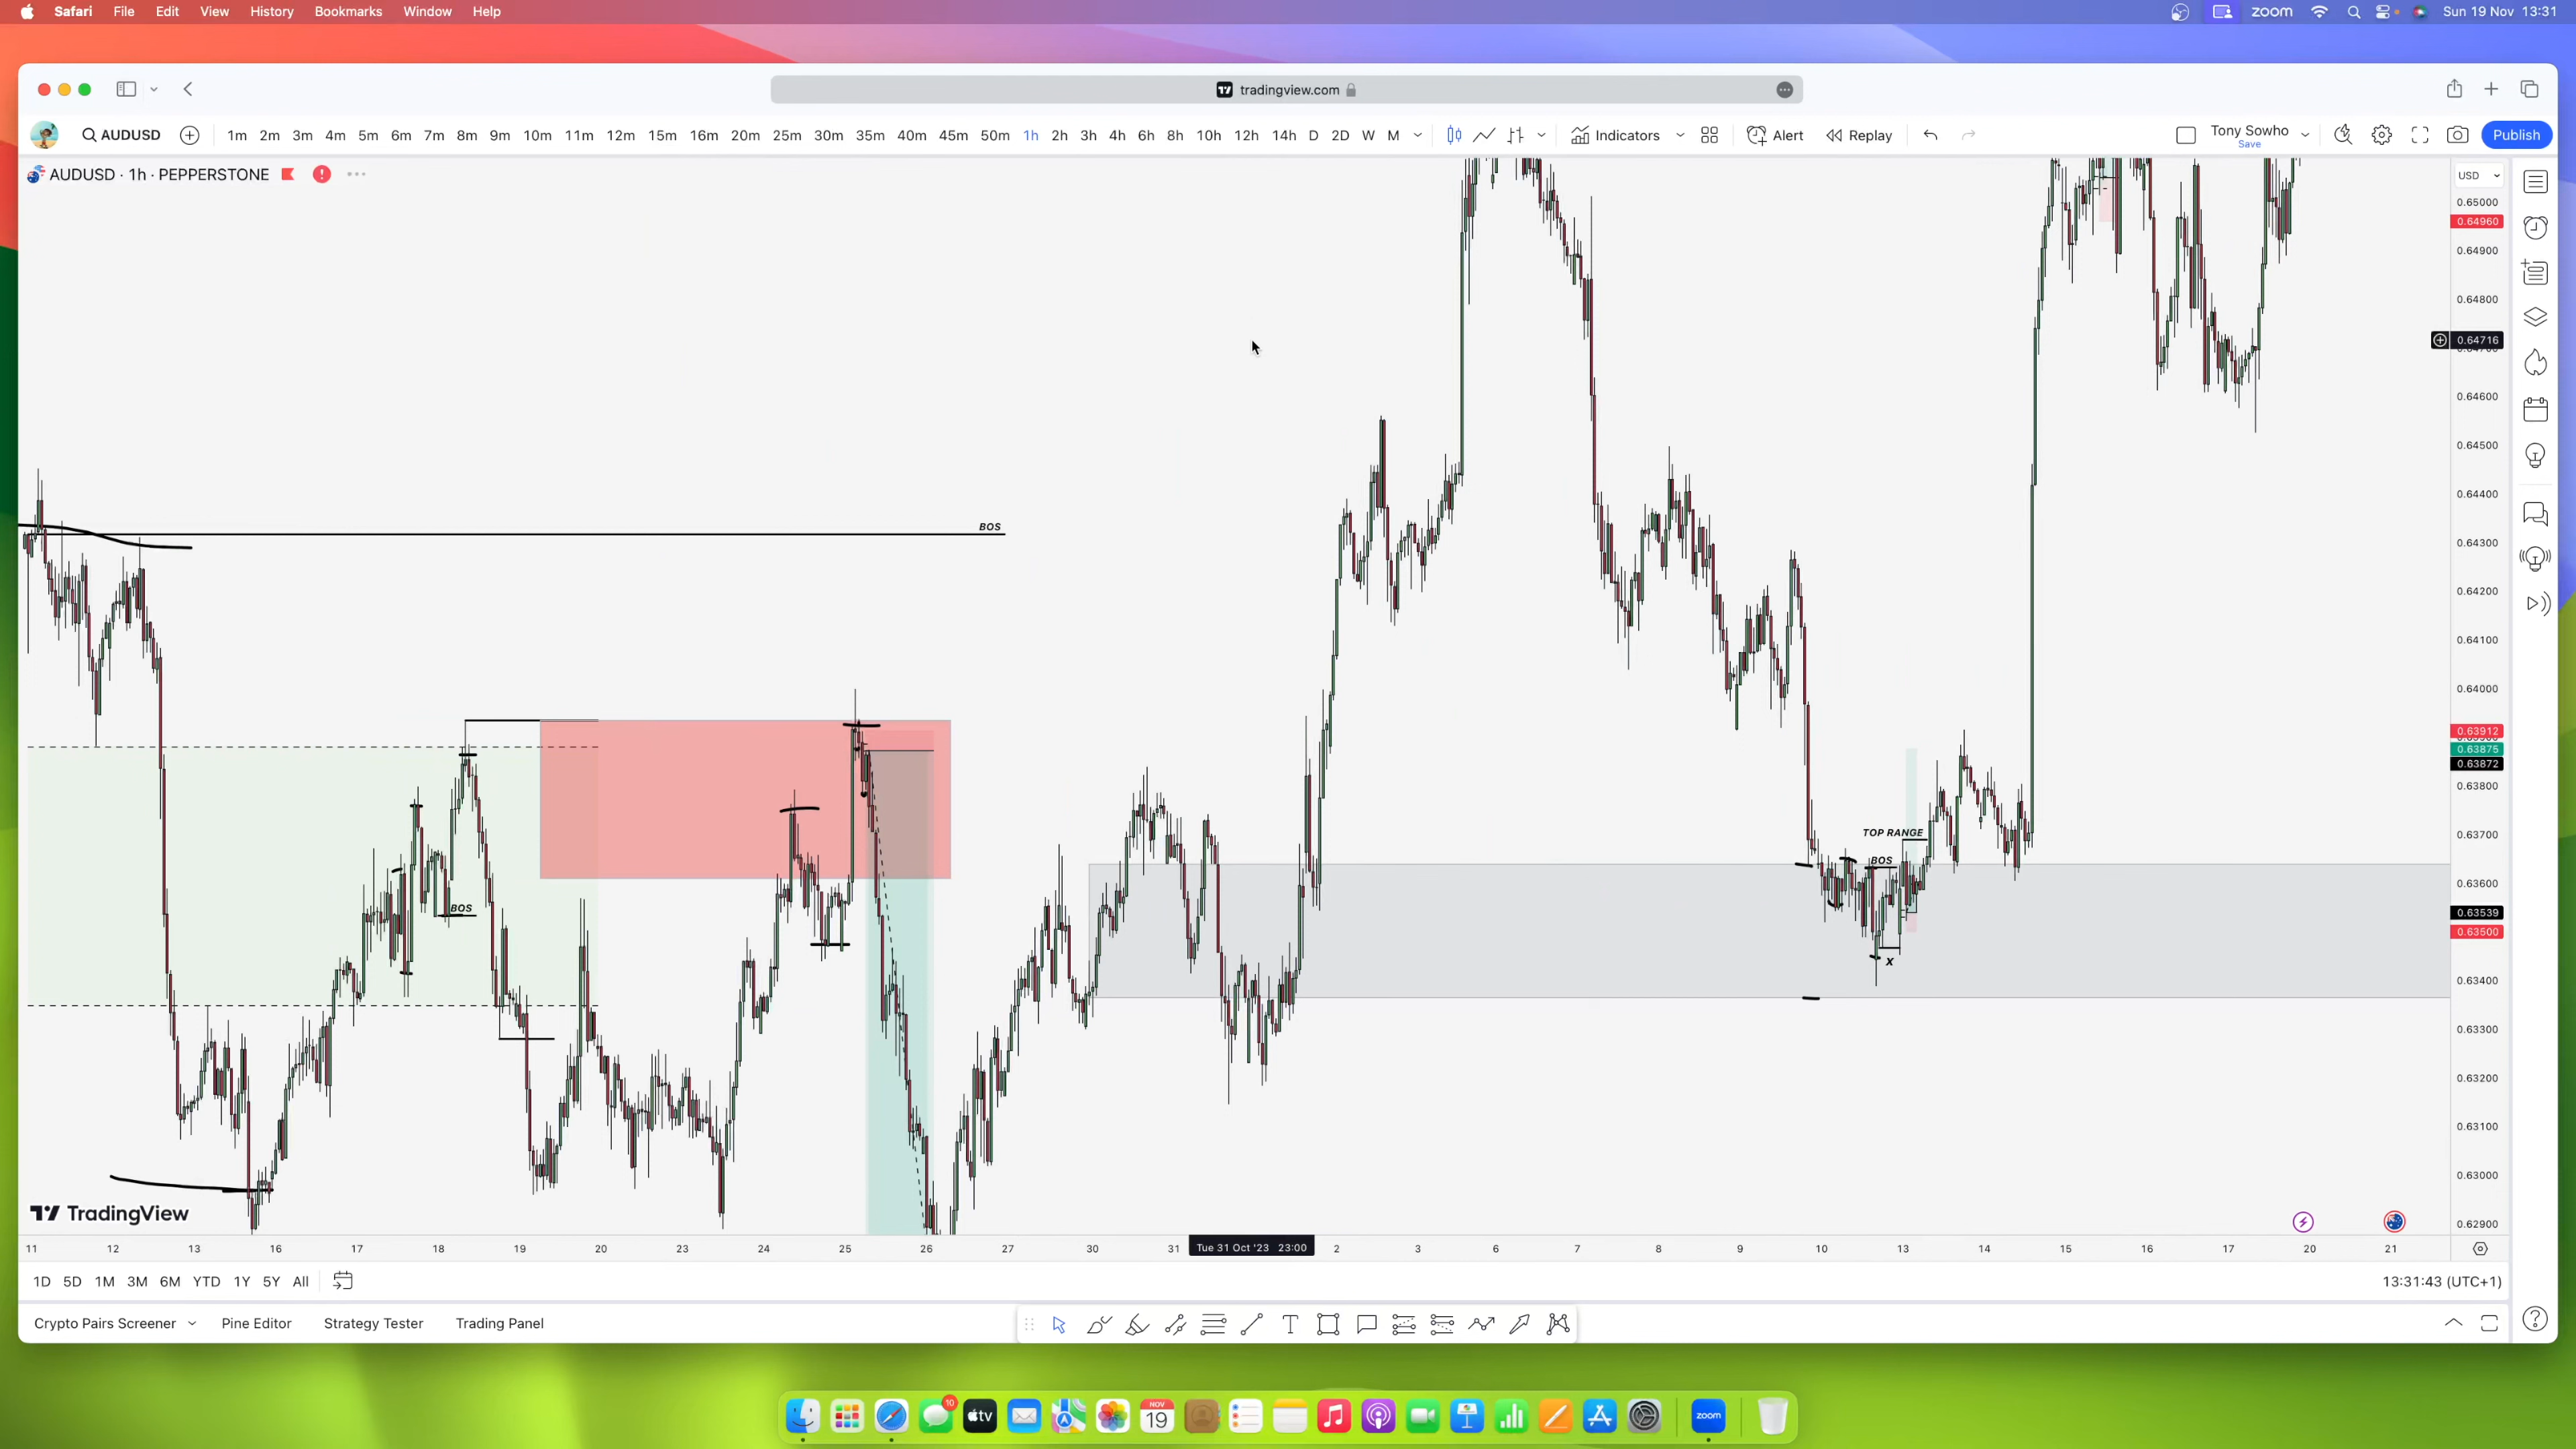 Safari File Edit View History Bookmarks Window Help
zoom Sun 19 Nov 13:31
tradingview.com
AUDUSD 1m 2m 3m 4m 5m 6m 7m 8m 9m 10m 11m 12m 15m 16m 20m 25m 30m 35m 40m 45m 50m 1h 2h 3h 4h 6h 8h 10h 12h 14h D 2D W M Indicators Alert Replay Tony Sowho Publish
Save
AUDUSD · 1h · PEPPERSTONE
USD
0.65000
0.64960
0.64900
0.64800
0.64716
0.64600
0.64500
0.64400
BOS
0.64300
0.64200
0.64100
0.64000
0.63912
0.63875
0.63872
0.63800
TOP RANGE
0.63700
BOS
0.63600
BOS
0.63539
0.63500
X
0.63400
0.63300
0.63200
0.63100
0.63000
TradingView
0.62900
11 12 13 16 17 18 19 20 23 24 25 26 27 30 31 Tue 31 Oct '23 23:00 2 3 6 7 8 9 10 13 14 15 16 17 20 21
1D 5D 1M 3M 6M YTD 1Y 5Y All
13:31:43 (UTC+1)
Crypto Pairs Screener Pine Editor Strategy Tester Trading Panel
10
tv
NOV
19
zoom